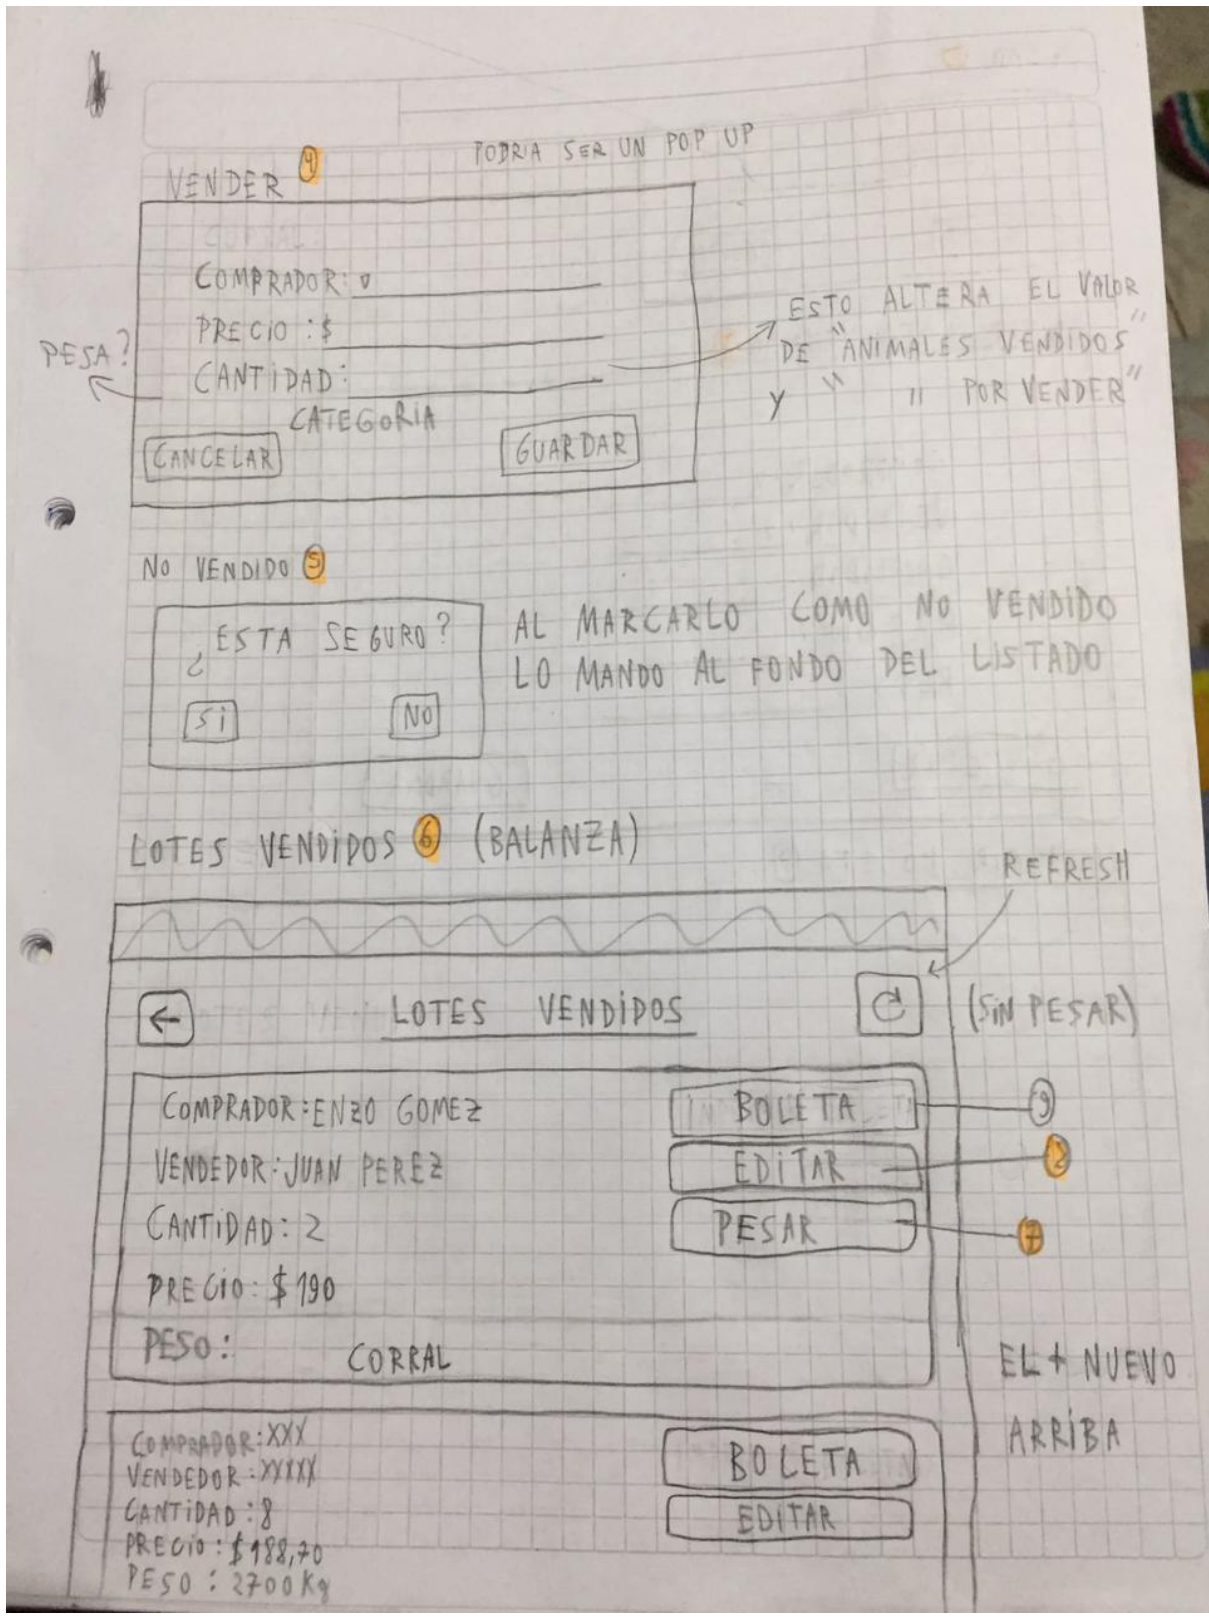 PODRIA SER UN POP UP
VENDER 4
COMPRADOR:
PRECIO : $
CANTIDAD:
CATEGORIA
CANCELAR GUARDAR
PESA?
ESTO ALTERA EL VALOR
DE "ANIMALES VENDIDOS"
Y " " POR VENDER"
NO VENDIDO 5
¿ESTA SEGURO?
SI NO
AL MARCARLO COMO NO VENDIDO
LO MANDO AL FONDO DEL LISTADO
LOTES VENDIDOS 6 (BALANZA)
REFRESH
LOTES VENDIDOS
(SIN PESAR)
COMPRADOR: ENZO GOMEZ
VENDEDOR: JUAN PEREZ
CANTIDAD: 2
PRECIO: $190
PESO:
CORRAL
BOLETA 9
EDITAR
PESAR 7
EL + NUEVO
ARRIBA
COMPRADOR: XXX
VENDEDOR: XXXXX
CANTIDAD: 8
PRECIO: $188,70
PESO: 2700 Kg
BOLETA
EDITAR